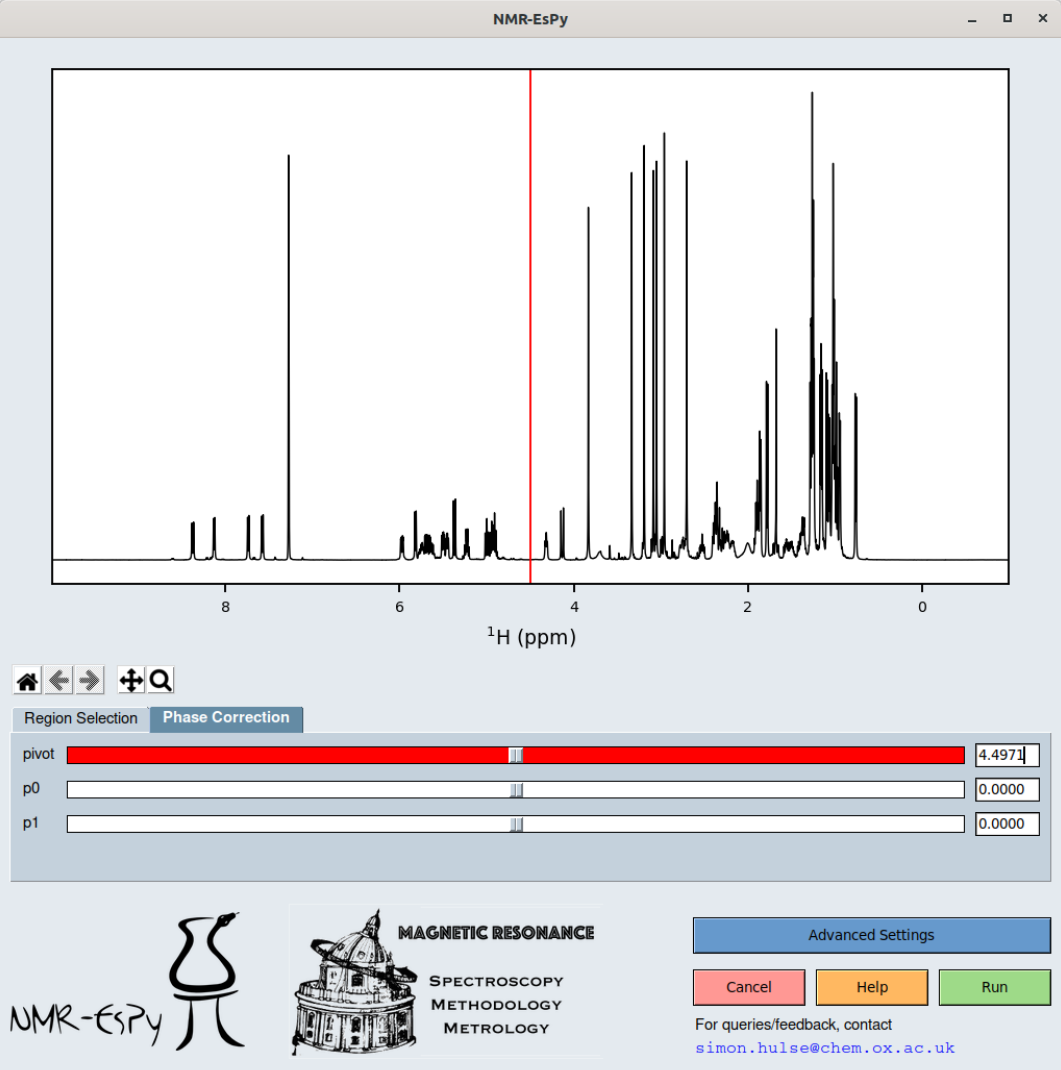 NMR-EsPy
8 6 4 2 0
1H (ppm)
Region Selection Phase Correction
pivot 4.4971
p0 0.0000
p1 0.0000
MAGNETIC RESONANCE
SPECTROSCOPY
METHODOLOGY
METROLOGY
NMR-EsPy
Advanced Settings
Cancel Help Run
For queries/feedback, contact
simon.hulse@chem.ox.ac.uk